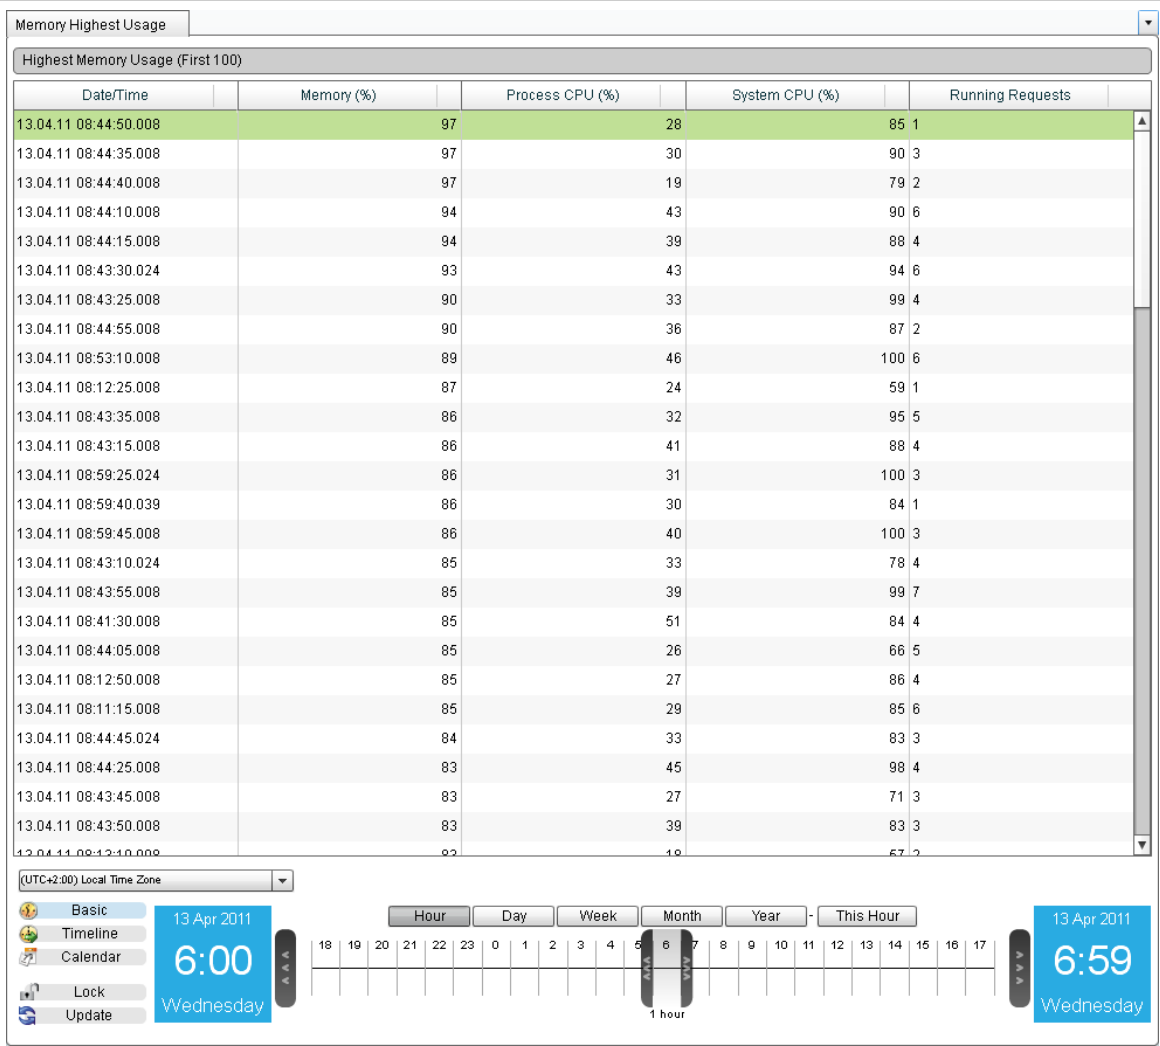 Memory Highest Usage
Highest Memory Usage (First 100)
Date/Time Memory (%) Process CPU (%) System CPU (%) Running Requests
13.04.11 08:44:50.008 97 28 85 1
13.04.11 08:44:35.008 97 30 90 3
13.04.11 08:44:40.008 97 19 79 2
13.04.11 08:44:10.008 94 43 90 6
13.04.11 08:44:15.008 94 39 88 4
13.04.11 08:43:30.024 93 43 94 6
13.04.11 08:43:25.008 90 33 99 4
13.04.11 08:44:55.008 90 36 87 2
13.04.11 08:53:10.008 89 46 100 6
13.04.11 08:12:25.008 87 24 59 1
13.04.11 08:43:35.008 86 32 95 5
13.04.11 08:43:15.008 86 41 88 4
13.04.11 08:59:25.024 86 31 100 3
13.04.11 08:59:40.039 86 30 84 1
13.04.11 08:59:45.008 86 40 100 3
13.04.11 08:43:10.024 85 33 78 4
13.04.11 08:43:55.008 85 39 99 7
13.04.11 08:41:30.008 85 51 84 4
13.04.11 08:44:05.008 85 26 66 5
13.04.11 08:12:50.008 85 27 86 4
13.04.11 08:11:15.008 85 29 85 6
13.04.11 08:44:45.024 84 33 83 3
13.04.11 08:44:25.008 83 45 98 4
13.04.11 08:43:45.008 83 27 71 3
13.04.11 08:43:50.008 83 39 83 3
(UTC+2:00) Local Time Zone
Basic
Timeline
Calendar
Lock
Update
13 Apr 2011
6:00
Wednesday
Hour Day Week Month Year - This Hour
18 19 20 21 22 23 0 1 2 3 4 5 6 7 8 9 10 11 12 13 14 15 16 17
1 hour
13 Apr 2011
6:59
Wednesday